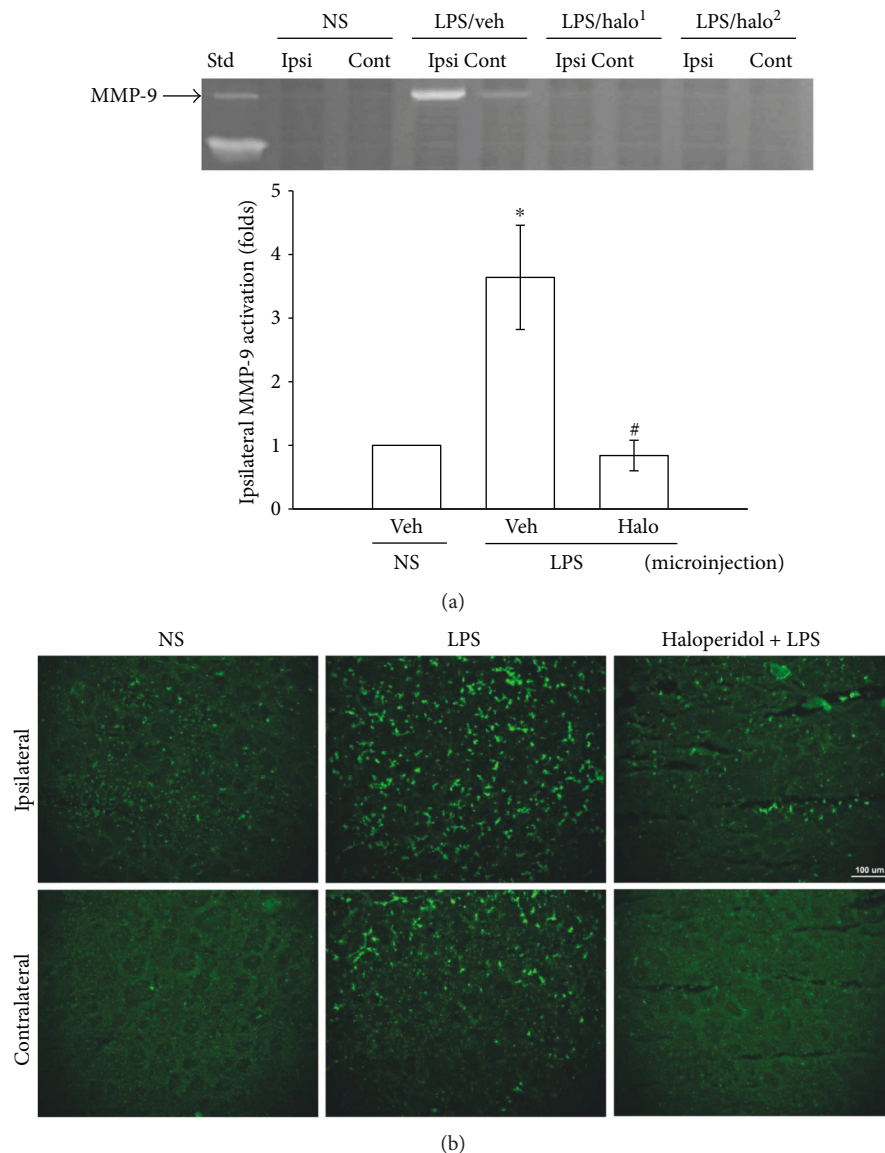 NS LPS/veh LPS/halo¹ LPS/halo²
Std Ipsi Cont Ipsi Cont Ipsi Cont Ipsi Cont
MMP-9
Ipsilateral MMP-9 activation (folds)
5
4
3
2
1
0
*
#
Veh Veh Halo
NS LPS (microinjection)
(a)
NS LPS Haloperidol + LPS
Ipsilateral
100 um
Contralateral
(b)